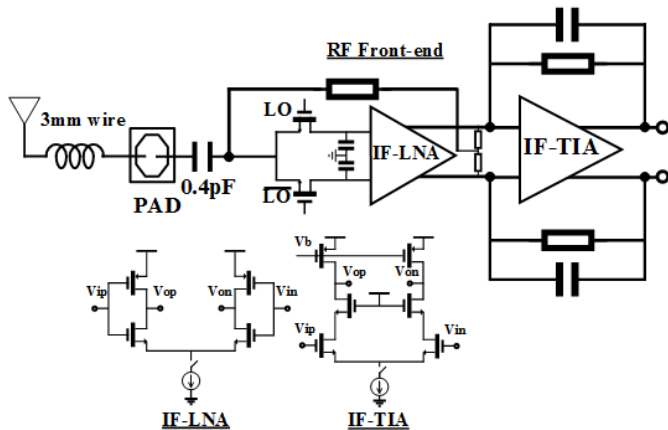 RF Front-end
3mm wire
LO
IF-LNA
IF-TIA
LO
0.4pF
PAD
Vb
Vip
Vop
Von
Vin
Vop
Von
Vip
Vin
IF-LNA
IF-TIA